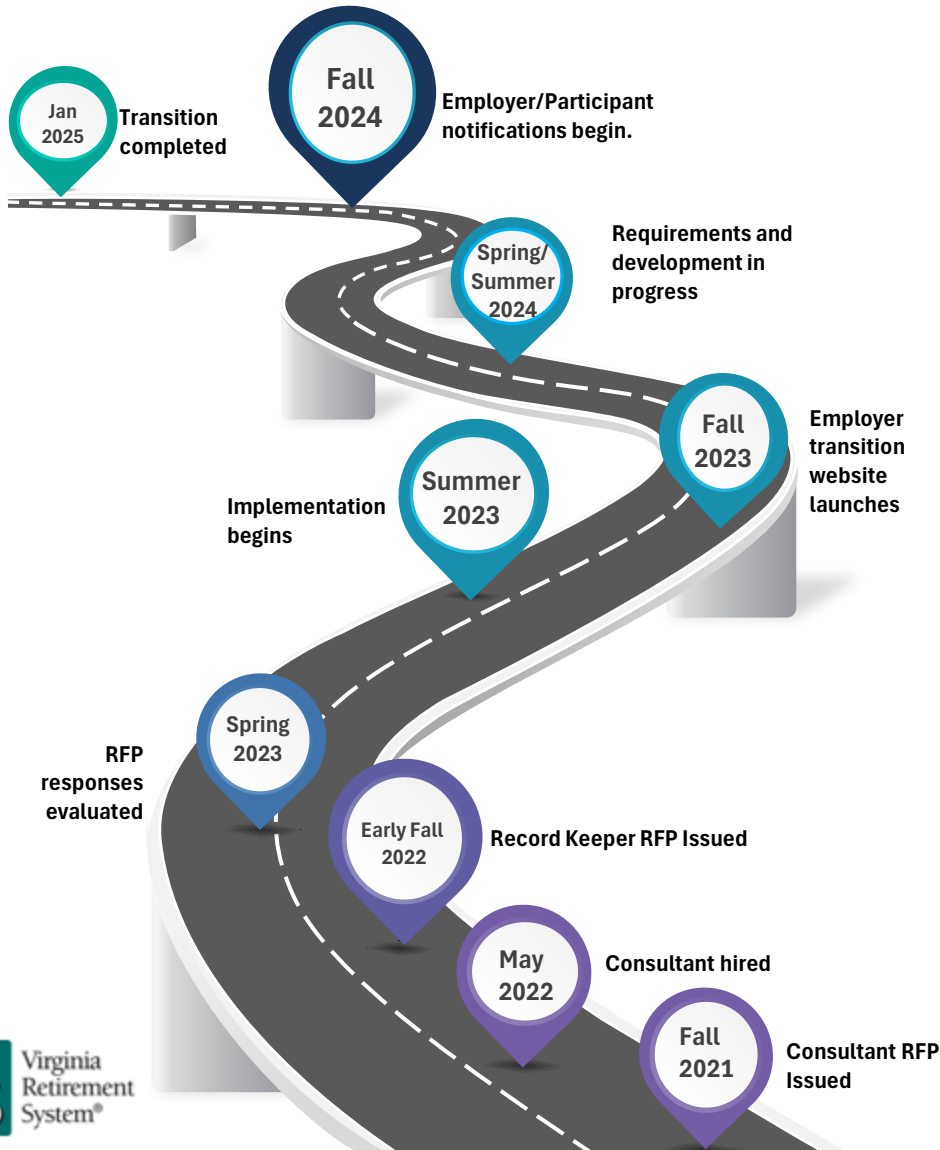 Fall
2024
Employer/Participant
notifications begin.
Jan
2025
Transition
completed
Spring/
Summer
2024
Requirements and
development in
progress
Fall
2023
Employer
transition
website
launches
Summer
2023
Implementation
begins
Spring
2023
RFP
responses
evaluated
Early Fall
2022
Record Keeper RFP Issued
May
2022
Consultant hired
Fall
2021
Consultant RFP
Issued
Virginia
Retirement
System®